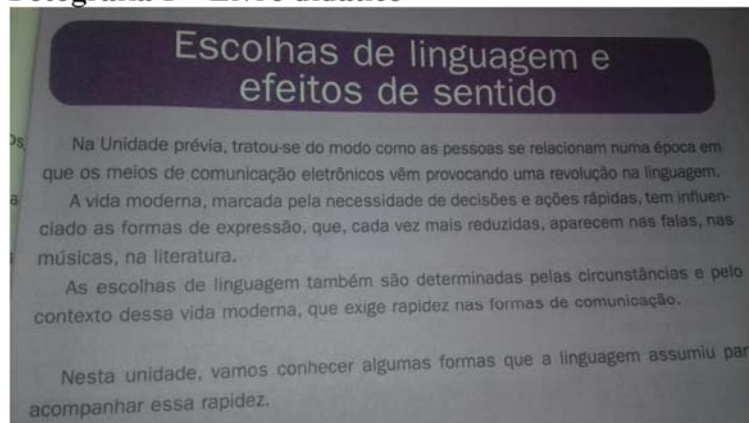 Escolhas de linguagem e
efeitos de sentido
Na Unidade prévia, tratou-se do modo como as pessoas se relacionam numa época em
que os meios de comunicação eletrônicos vêm provocando uma revolução na linguagem.
A vida moderna, marcada pela necessidade de decisões e ações rápidas, tem influen-
ciado as formas de expressão, que, cada vez mais reduzidas, aparecem nas falas, nas
músicas, na literatura.
As escolhas de linguagem também são determinadas pelas circunstâncias e pelo
contexto dessa vida moderna, que exige rapidez nas formas de comunicação.
Nesta unidade, vamos conhecer algumas formas que a linguagem assumiu par
acompanhar essa rapidez.